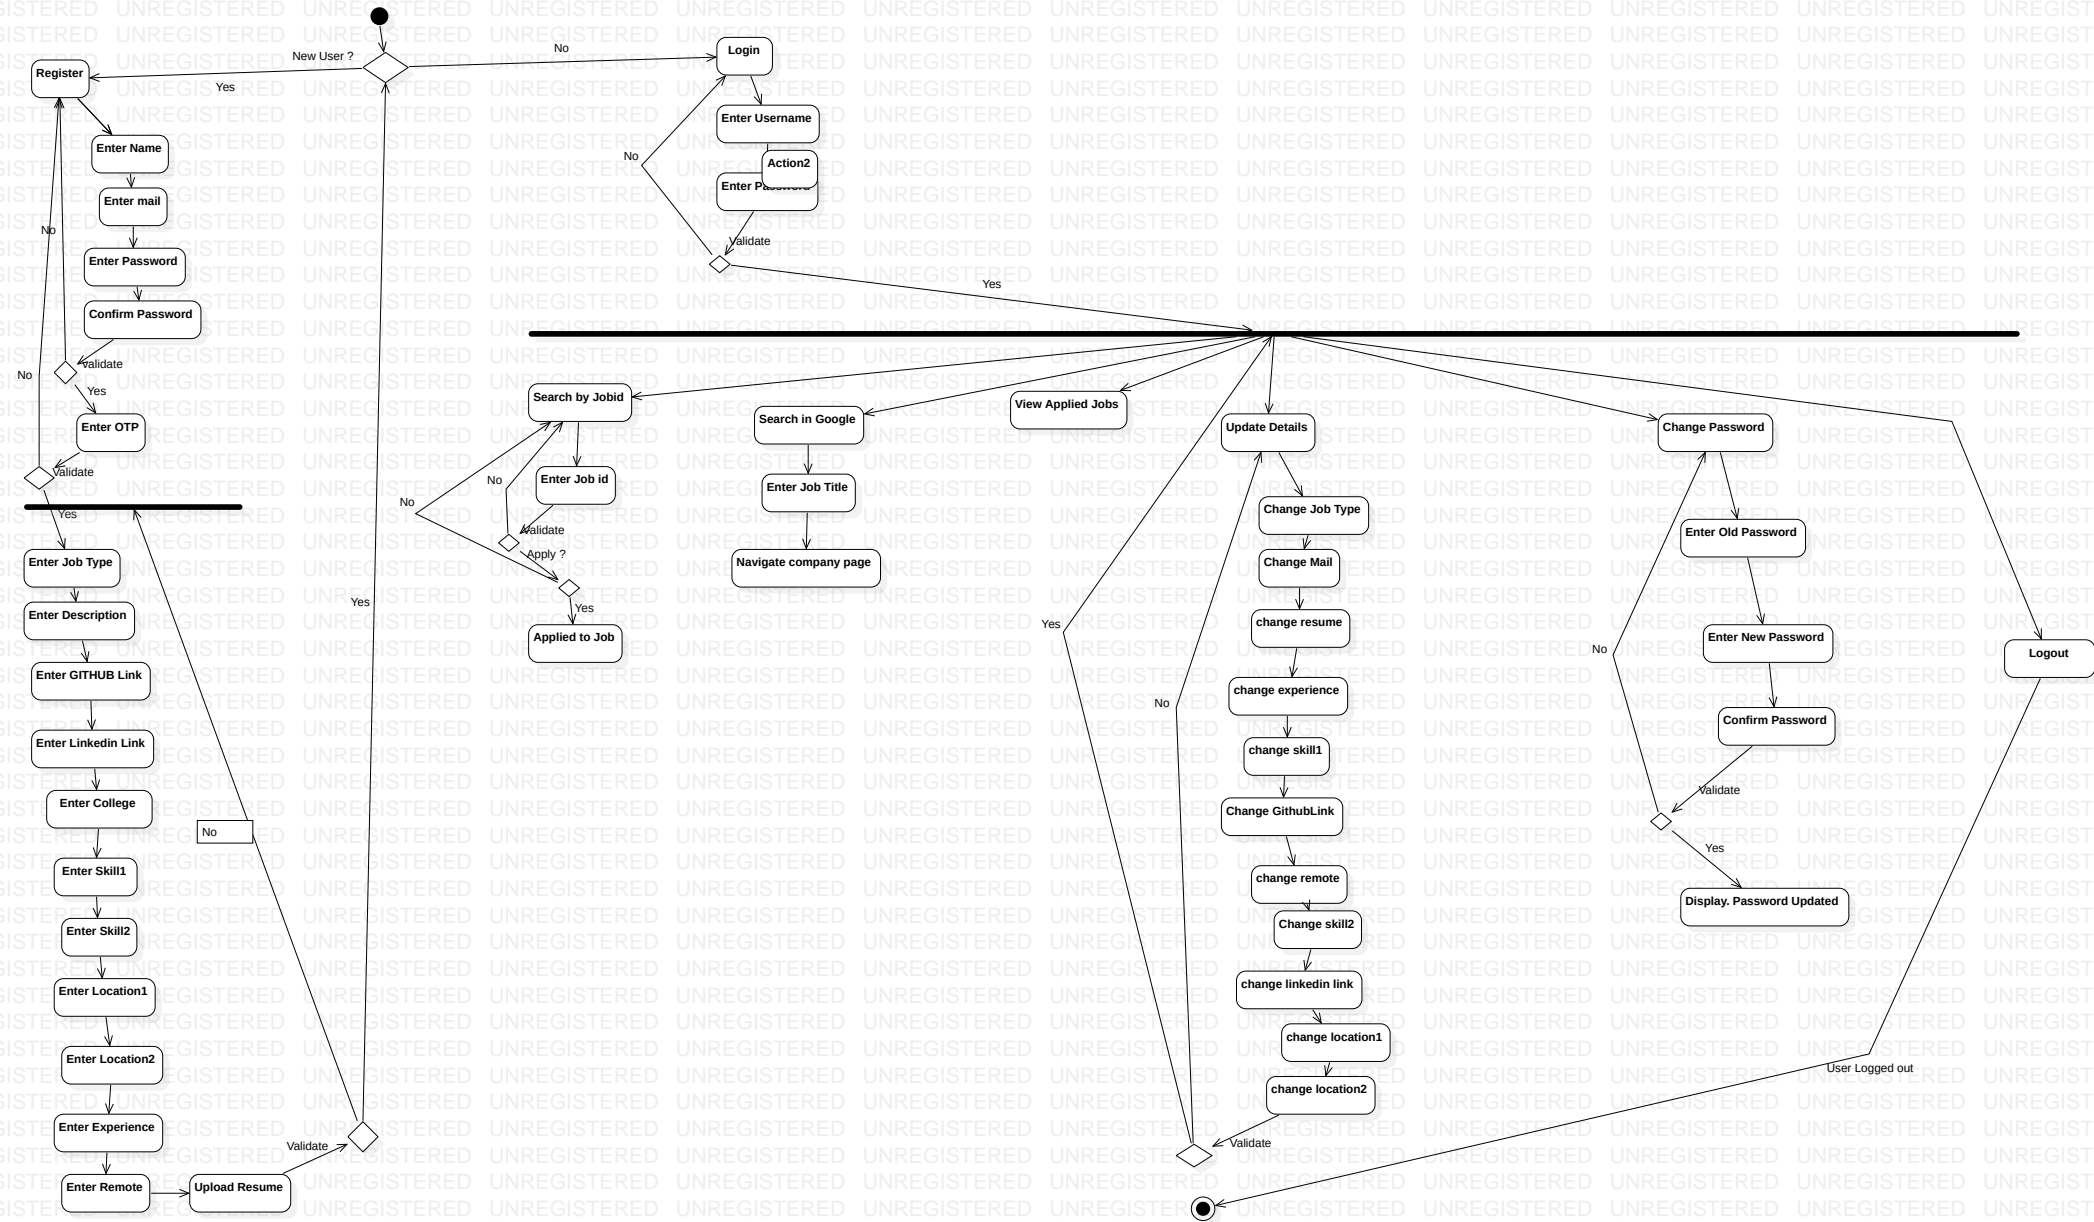 New User ?
No
Yes
Register
Enter Name
Enter mail
Enter Password
Confirm Password
Validate
No
No
Yes
Enter OTP
Validate
Yes
Enter Job Type
Enter Description
Enter GITHUB Link
Enter Linkedin Link
Enter College
Enter Skill1
Enter Skill2
Enter Location1
Enter Location2
Enter Experience
Enter Remote
Upload Resume
Validate
No
Yes
Login
Enter Username
Action2
Enter Password
Validate
No
Yes
Search by Jobid
Enter Job id
Validate
No
No
Apply ?
Yes
Applied to Job
Search in Google
Enter Job Title
Navigate company page
View Applied Jobs
Update Details
Change Job Type
Change Mail
change resume
change experience
change skill1
Change GithubLink
change remote
Change skill2
change linkedin link
change location1
change location2
Validate
No
Yes
Change Password
Enter Old Password
Enter New Password
Confirm Password
Validate
No
Yes
Display. Password Updated
Logout
User Logged out
UNREGISTERED